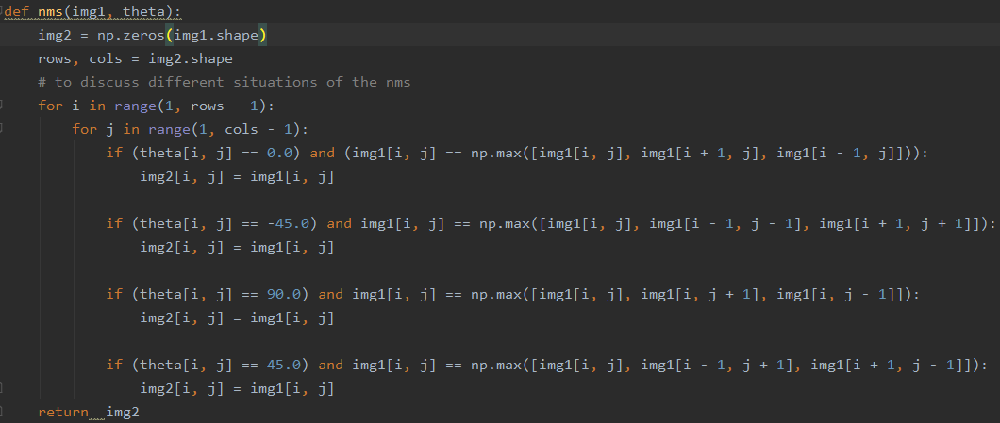 def nms(img1, theta):
    img2 = np.zeros(img1.shape)
    rows, cols = img2.shape
    # to discuss different situations of the nms
    for i in range(1, rows - 1):
        for j in range(1, cols - 1):
            if (theta[i, j] == 0.0) and (img1[i, j] == np.max([img1[i, j], img1[i + 1, j], img1[i - 1, j]])):
                img2[i, j] = img1[i, j]

            if (theta[i, j] == -45.0) and img1[i, j] == np.max([img1[i, j], img1[i - 1, j - 1], img1[i + 1, j + 1]]):
                img2[i, j] = img1[i, j]

            if (theta[i, j] == 90.0) and img1[i, j] == np.max([img1[i, j], img1[i, j + 1], img1[i, j - 1]]):
                img2[i, j] = img1[i, j]

            if (theta[i, j] == 45.0) and img1[i, j] == np.max([img1[i, j], img1[i - 1, j + 1], img1[i + 1, j - 1]]):
                img2[i, j] = img1[i, j]
    return  img2